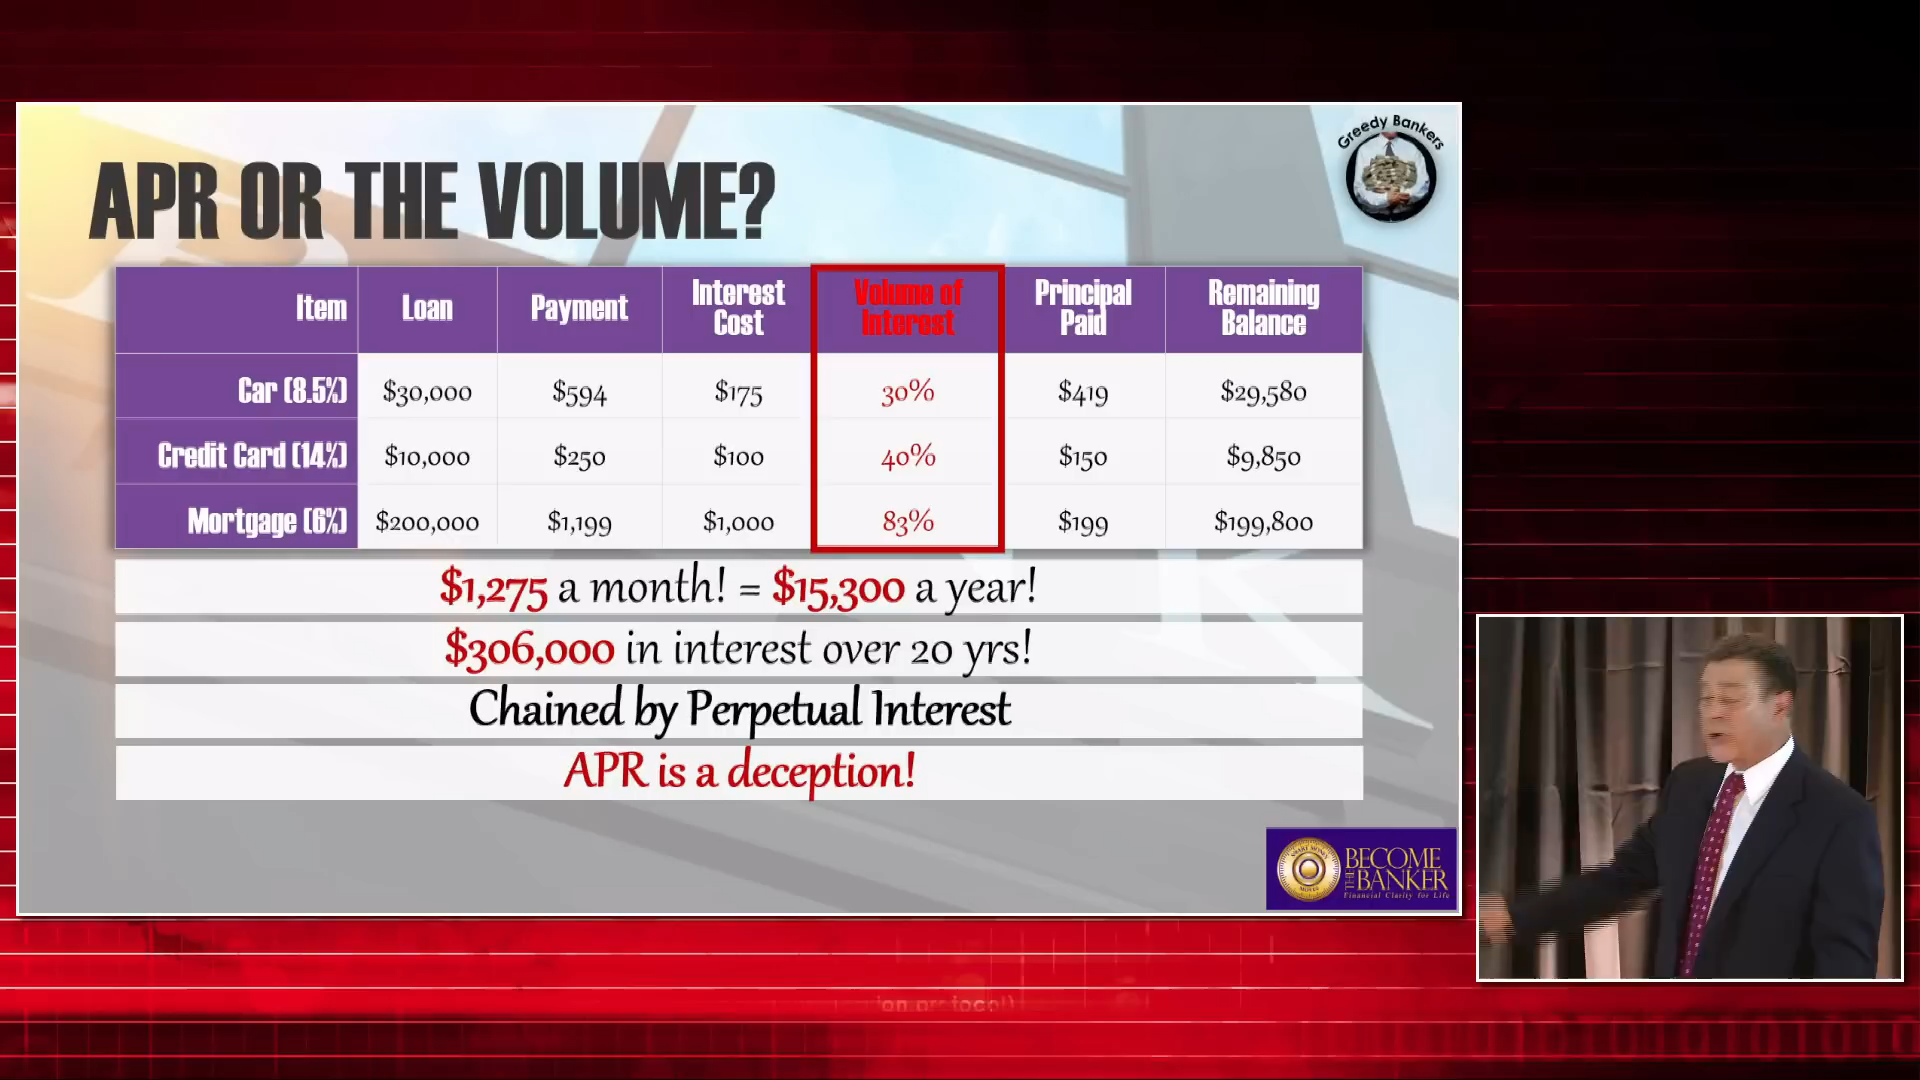 Greedy Bankers
APR OR THE VOLUME?
Item Loan Payment Interest Cost Volume of Interest Principal Paid Remaining Balance
Car (8.5%) $30,000 $594 $175 30% $419 $29,580
Credit Card (14%) $10,000 $250 $100 40% $150 $9,850
Mortgage (6%) $200,000 $1,199 $1,000 83% $199 $199,800
$1,275 a month! = $15,300 a year!
$306,000 in interest over 20 yrs!
Chained by Perpetual Interest
APR is a deception!
BECOME
THE BANKER
Financial Clarity for Life